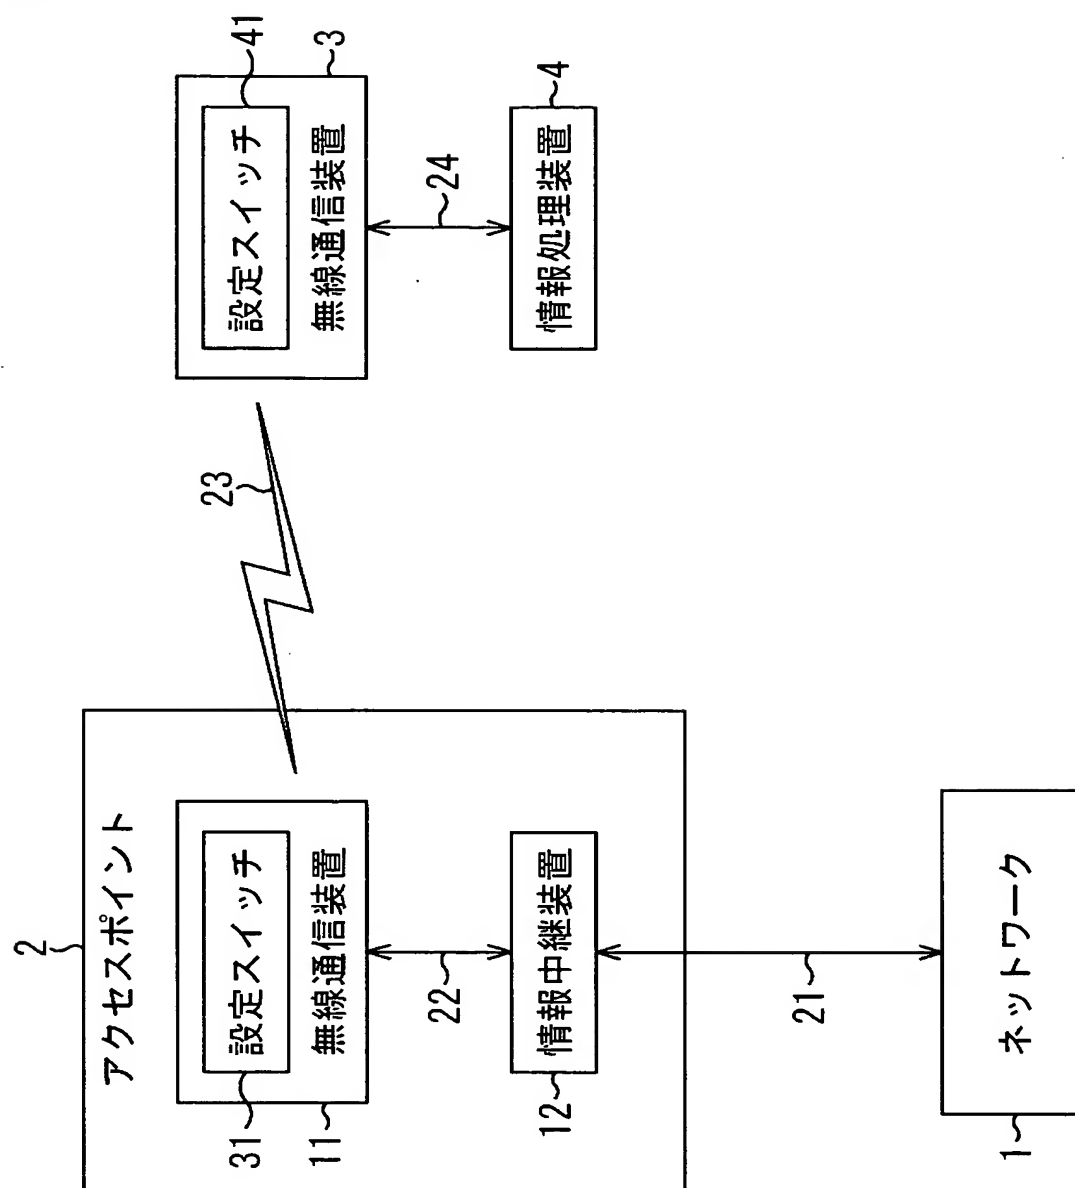 2
アクセスポイント
31
設定スイッチ
11
無線通信装置
22
12
情報中継装置
21
1
ネットワーク
23
41
設定スイッチ
3
無線通信装置
24
4
情報処理装置